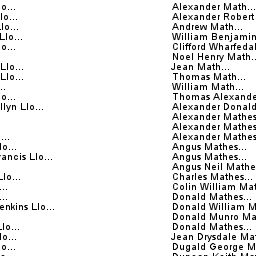 lo... Alexander Math...
lo... Alexander Robert
Llo... Andrew Math...
Llo... William Benjamin
lo... Clifford Wharfedal
Noel Henry Math...
Llo... Jean Math...
Llo... Thomas Math...
... William Math...
lo... Thomas Alexande
llyn Llo... Alexander Donald
Alexander Mathes
Alexander Mathes
... Alexander Mathes
lo... Angus Mathes...
rancis Llo... Angus Mathes...
Angus Neil Mathe
Llo... Charles Mathes...
... Colin William Mat
... Donald Mathes...
enkins Llo... Donald William M
Donald Munro Ma
Llo... Donald Mathes...
lo... Jean Drysdale Mat
lo... Dugald George M